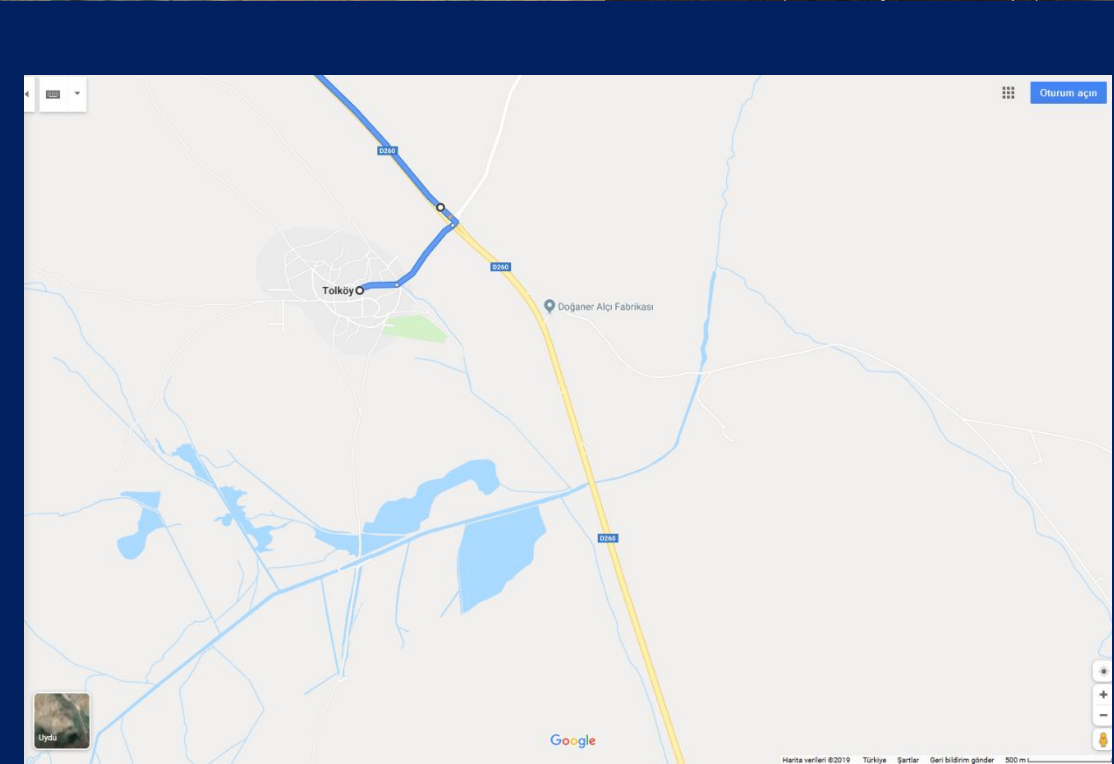 Oturum açın
D260
Tolköy
D260
Doğaner Alçı Fabrikası
D260
Uydu
Google
Harita verileri ©2019 Türkiye Şartlar Geri bildirim gönder 500 m